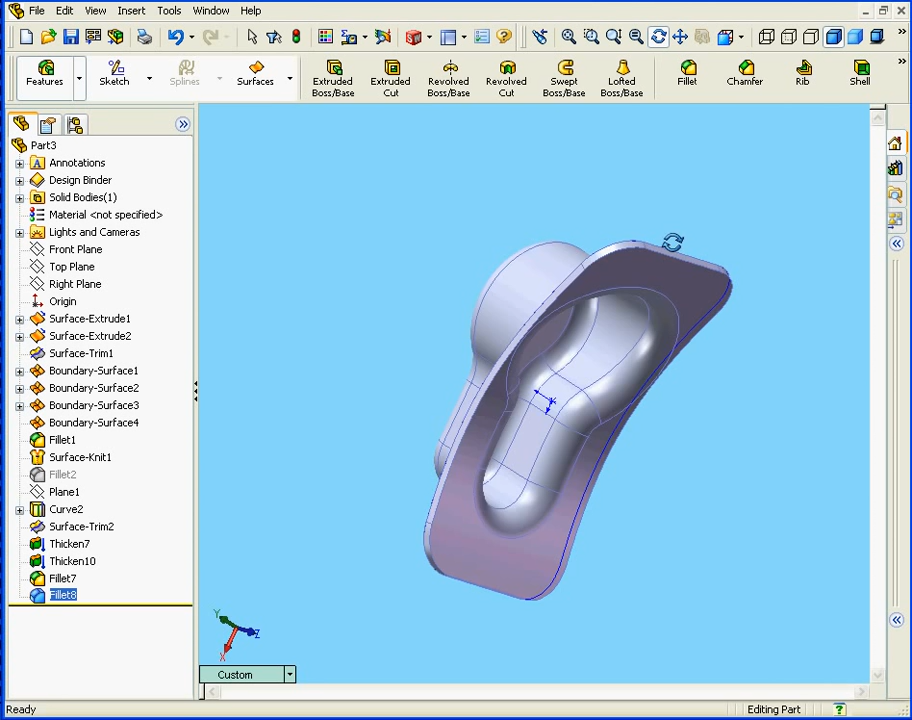 File Edit View Insert Tools Window Help
Features Sketch Splines Surfaces Extruded Boss/Base Extruded Cut Revolved Boss/Base Revolved Cut Swept Boss/Base Lofted Boss/Base Fillet Chamfer Rib Shell
Part3
Annotations
Design Binder
Solid Bodies(1)
Material <not specified>
Lights and Cameras
Front Plane
Top Plane
Right Plane
Origin
Surface-Extrude1
Surface-Extrude2
Surface-Trim1
Boundary-Surface1
Boundary-Surface2
Boundary-Surface3
Boundary-Surface4
Fillet1
Surface-Knit1
Fillet2
Plane1
Curve2
Surface-Trim2
Thicken7
Thicken10
Fillet7
Fillet8
Y
Z
X
Custom
Ready Editing Part